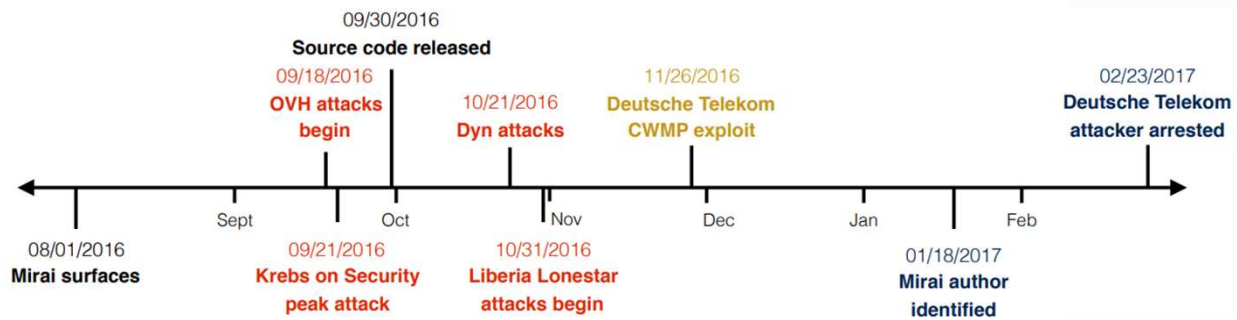 09/30/2016
Source code released
09/18/2016
OVH attacks
begin
10/21/2016
Dyn attacks
11/26/2016
Deutsche Telekom
CWMP exploit
02/23/2017
Deutsche Telekom
attacker arrested
Sept
Oct
Nov
Dec
Jan
Feb
08/01/2016
Mirai surfaces
09/21/2016
Krebs on Security
peak attack
10/31/2016
Liberia Lonestar
attacks begin
01/18/2017
Mirai author
identified